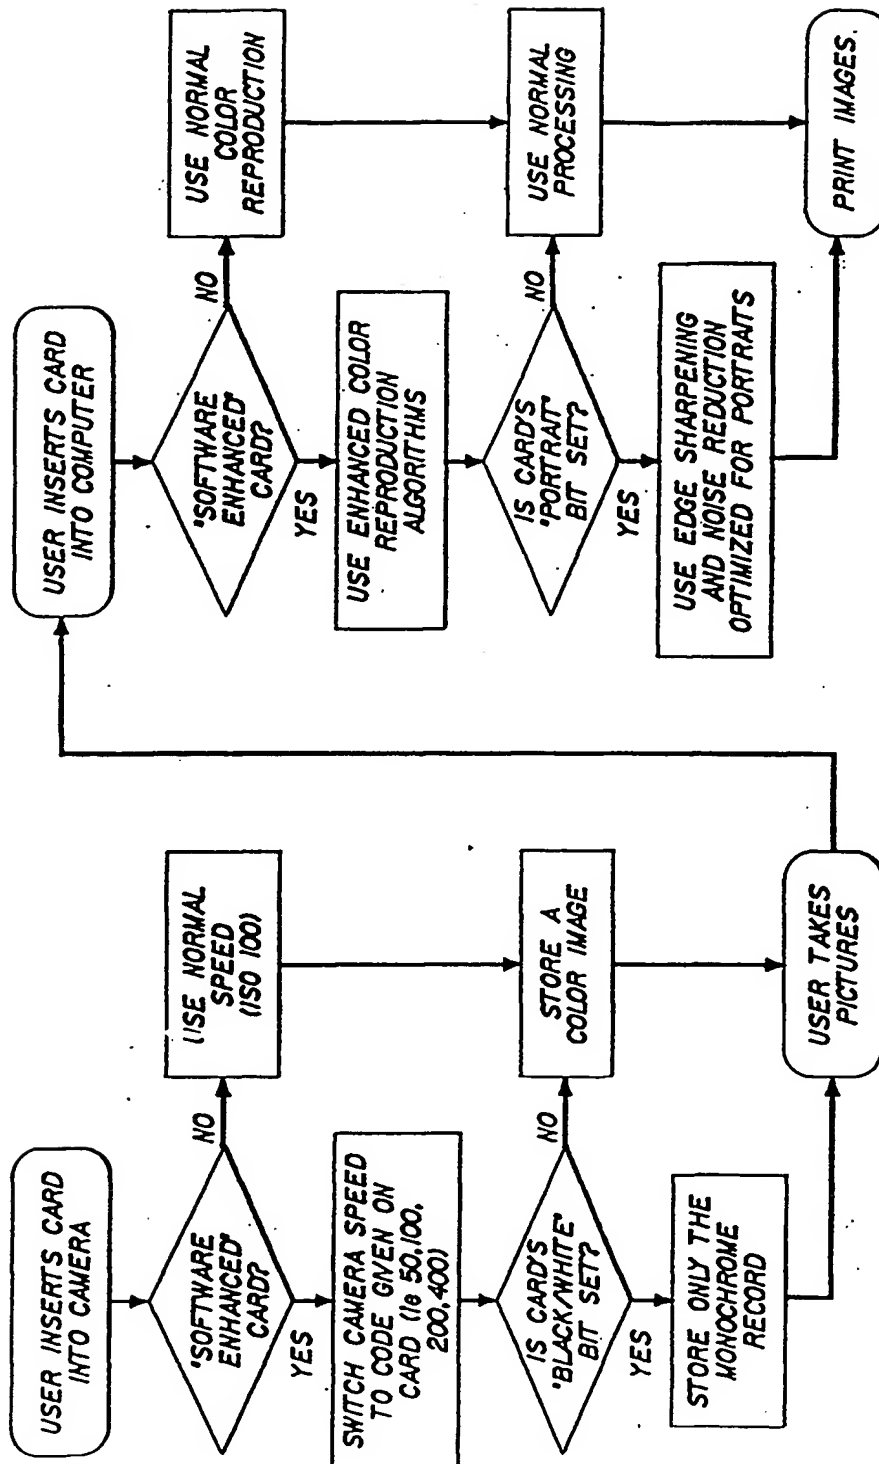 USER INSERTS CARD
INTO CAMERA
"SOFTWARE
ENHANCED"
CARD?
NO
USE NORMAL
SPEED
(ISO 100)
YES
SWITCH CAMERA SPEED
TO CODE GIVEN ON
CARD (Ie 50,100,
200,400)
IS CARD'S
"BLACK/WHITE"
BIT SET?
NO
STORE A
COLOR IMAGE
YES
STORE ONLY THE
MONOCHROME
RECORD
USER TAKES
PICTURES
USER INSERTS CARD
INTO COMPUTER
"SOFTWARE
ENHANCED"
CARD?
NO
USE NORMAL
COLOR
REPRODUCTION
YES
USE ENHANCED COLOR
REPRODUCTION
ALGORITHMS
IS CARD'S
"PORTRAIT"
BIT SET?
NO
USE NORMAL
PROCESSING
YES
USE EDGE SHARPENING
AND NOISE REDUCTION
OPTIMIZED FOR PORTRAITS
PRINT IMAGES.